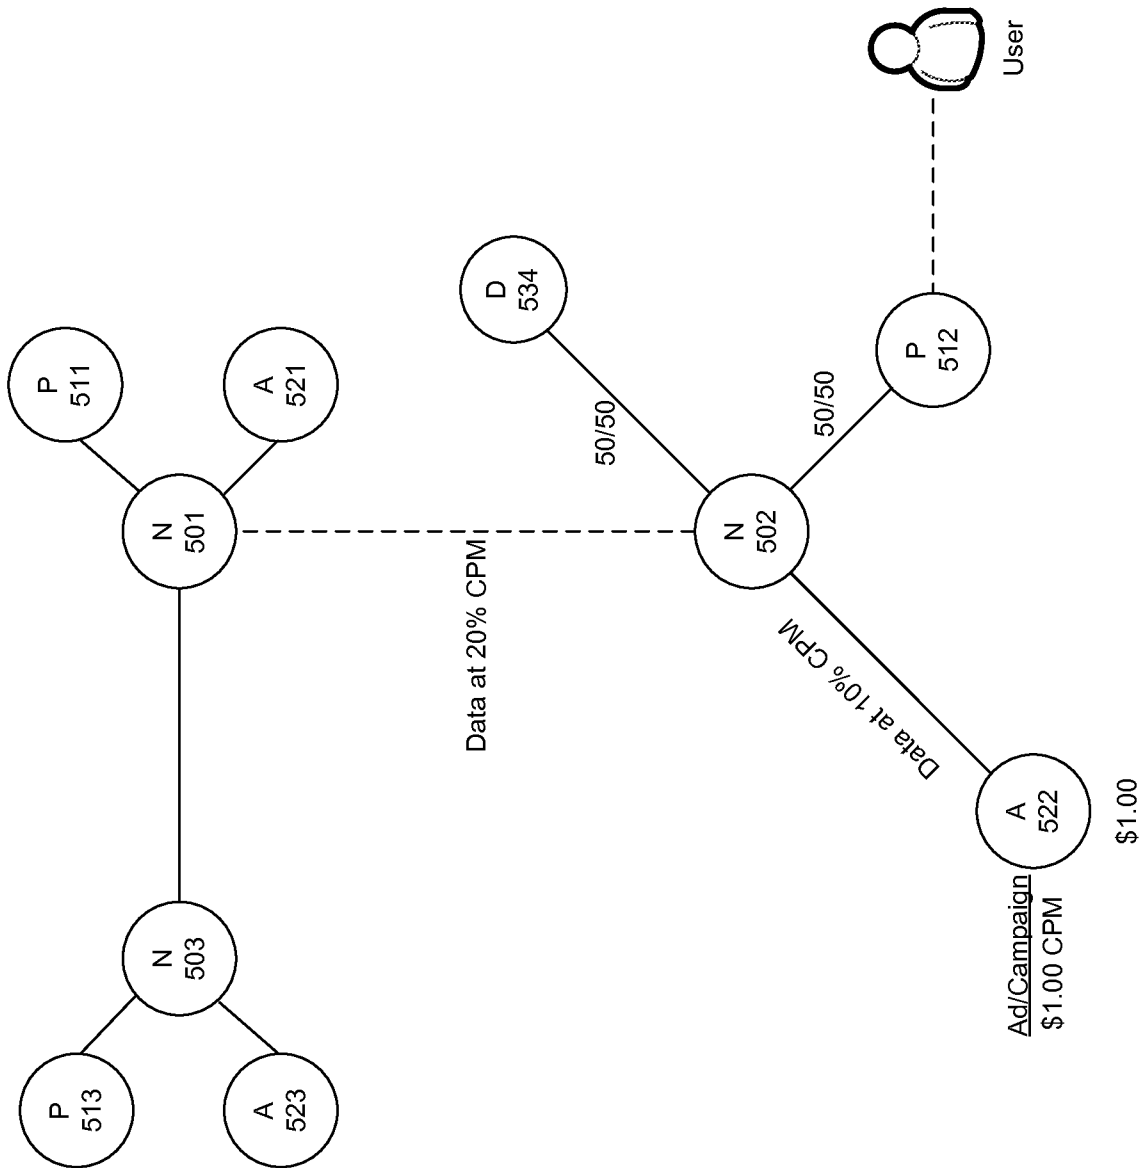 P
513
P
511
N
503
N
501
A
523
A
521
Data at 20% CPM
D
534
50/50
N
502
50/50
Data at 10% CPM
P
512
User
Ad/Campaign
$1.00 CPM
A
522
$1.00